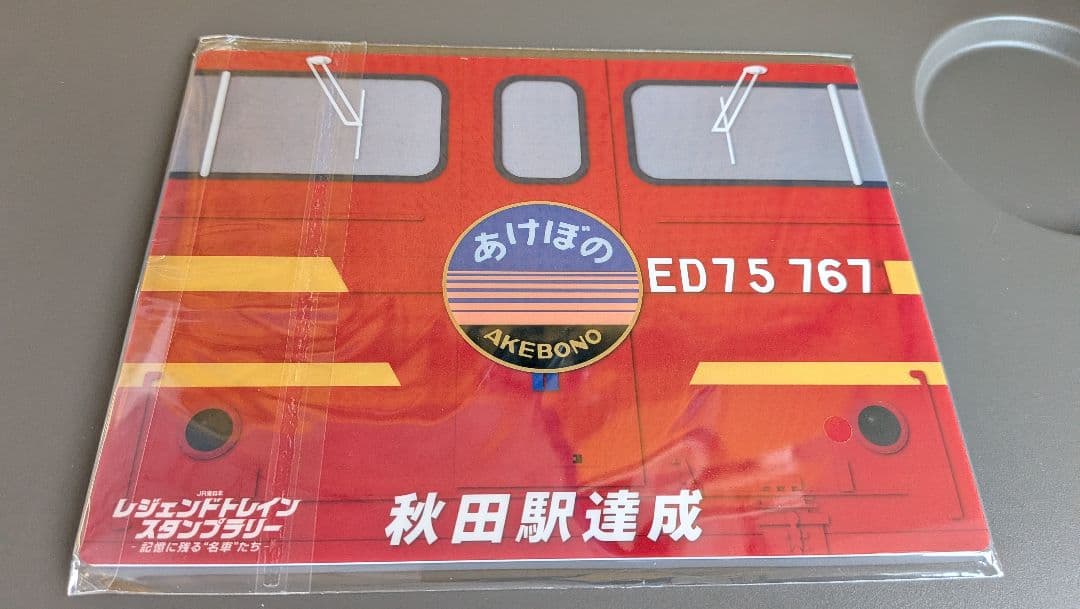 あけぼの
AKEBONO
ED75 767
JR東日本
レジェンドトレイン
スタンプラリー
-記憶に残る"名車"たち-
秋田駅達成